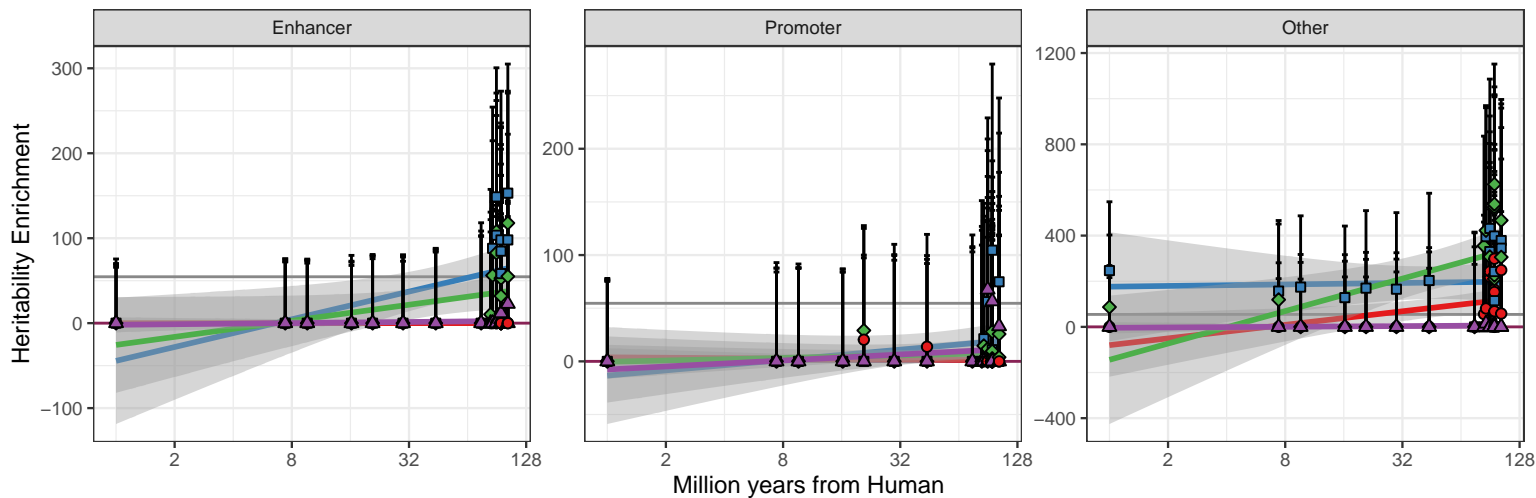 Enhancer
Promoter
Other
Heritability Enrichment
300
200
100
0
−100
200
100
0
1200
800
400
0
−400
2 8 32 128
2 8 32 128
2 8 32 128
Million years from Human